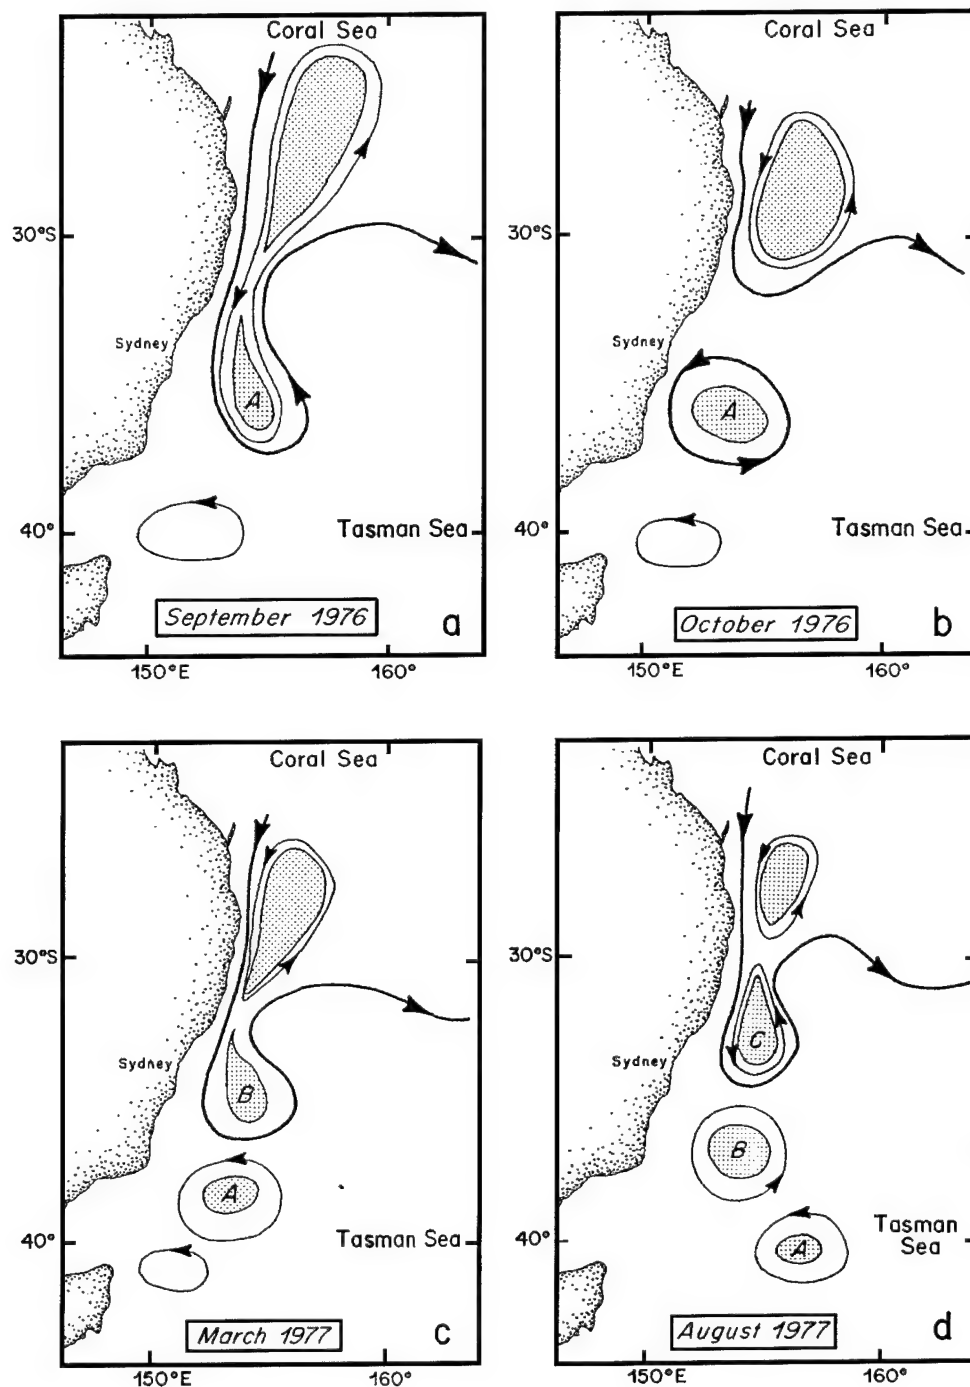 Coral Sea
30°S
Sydney
A
40°
Tasman Sea
September 1976
a
150°E
160°
Coral Sea
30°S
Sydney
A
40°
Tasman Sea
October 1976
b
150°E
160°
Coral Sea
30°S
Sydney
B
A
40°
Tasman Sea
March 1977
c
150°E
160°
Coral Sea
30°S
Sydney
C
B
A
40°
Tasman
Sea
August 1977
d
150°E
160°